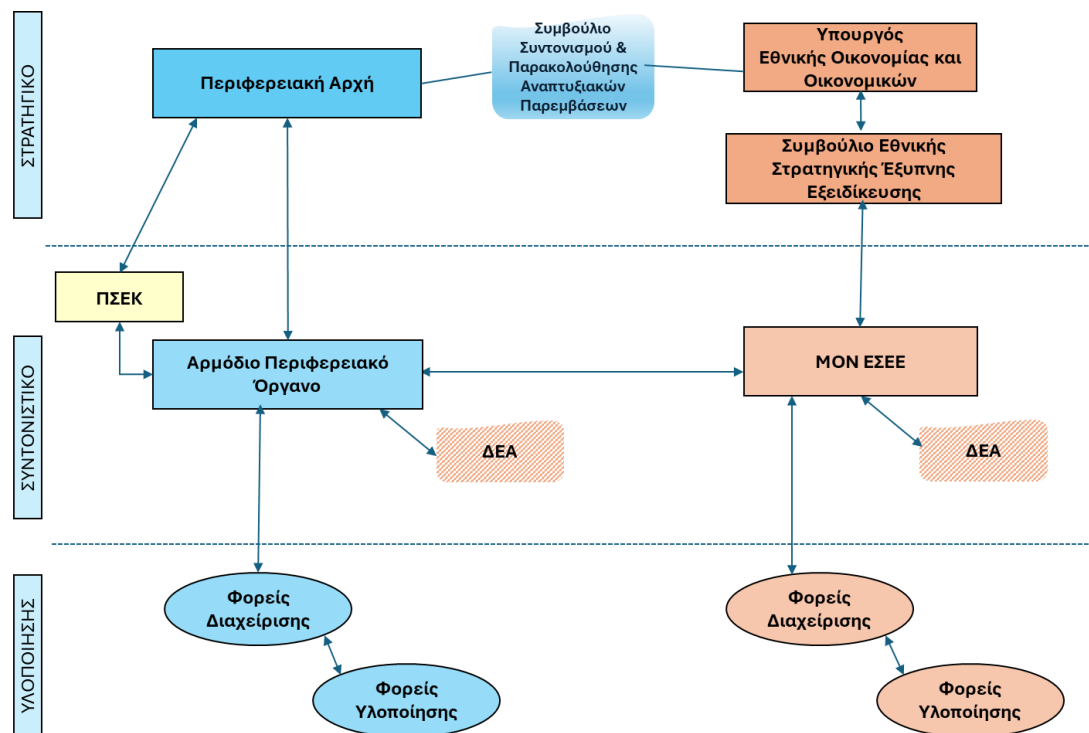 ΣΤΡΑΤΗΓΙΚΟ
Περιφερειακή Αρχή
Συμβούλιο
Συντονισμού &
Παρακολούθησης
Αναπτυξιακών
Παρεμβάσεων
Υπουργός
Εθνικής Οικονομίας και
Οικονομικών
Συμβούλιο Εθνικής
Στρατηγικής Έξυπνης
Εξειδίκευσης
ΣΥΝΤΟΝΙΣΤΙΚΟ
ΠΣΕΚ
Αρμόδιο Περιφερειακό
Όργανο
ΜΟΝ ΕΣΕΕ
ΔΕΑ
ΔΕΑ
ΥΛΟΠΟΙΗΣΗΣ
Φορείς
Διαχείρισης
Φορείς
Υλοποίησης
Φορείς
Διαχείρισης
Φορείς
Υλοποίησης